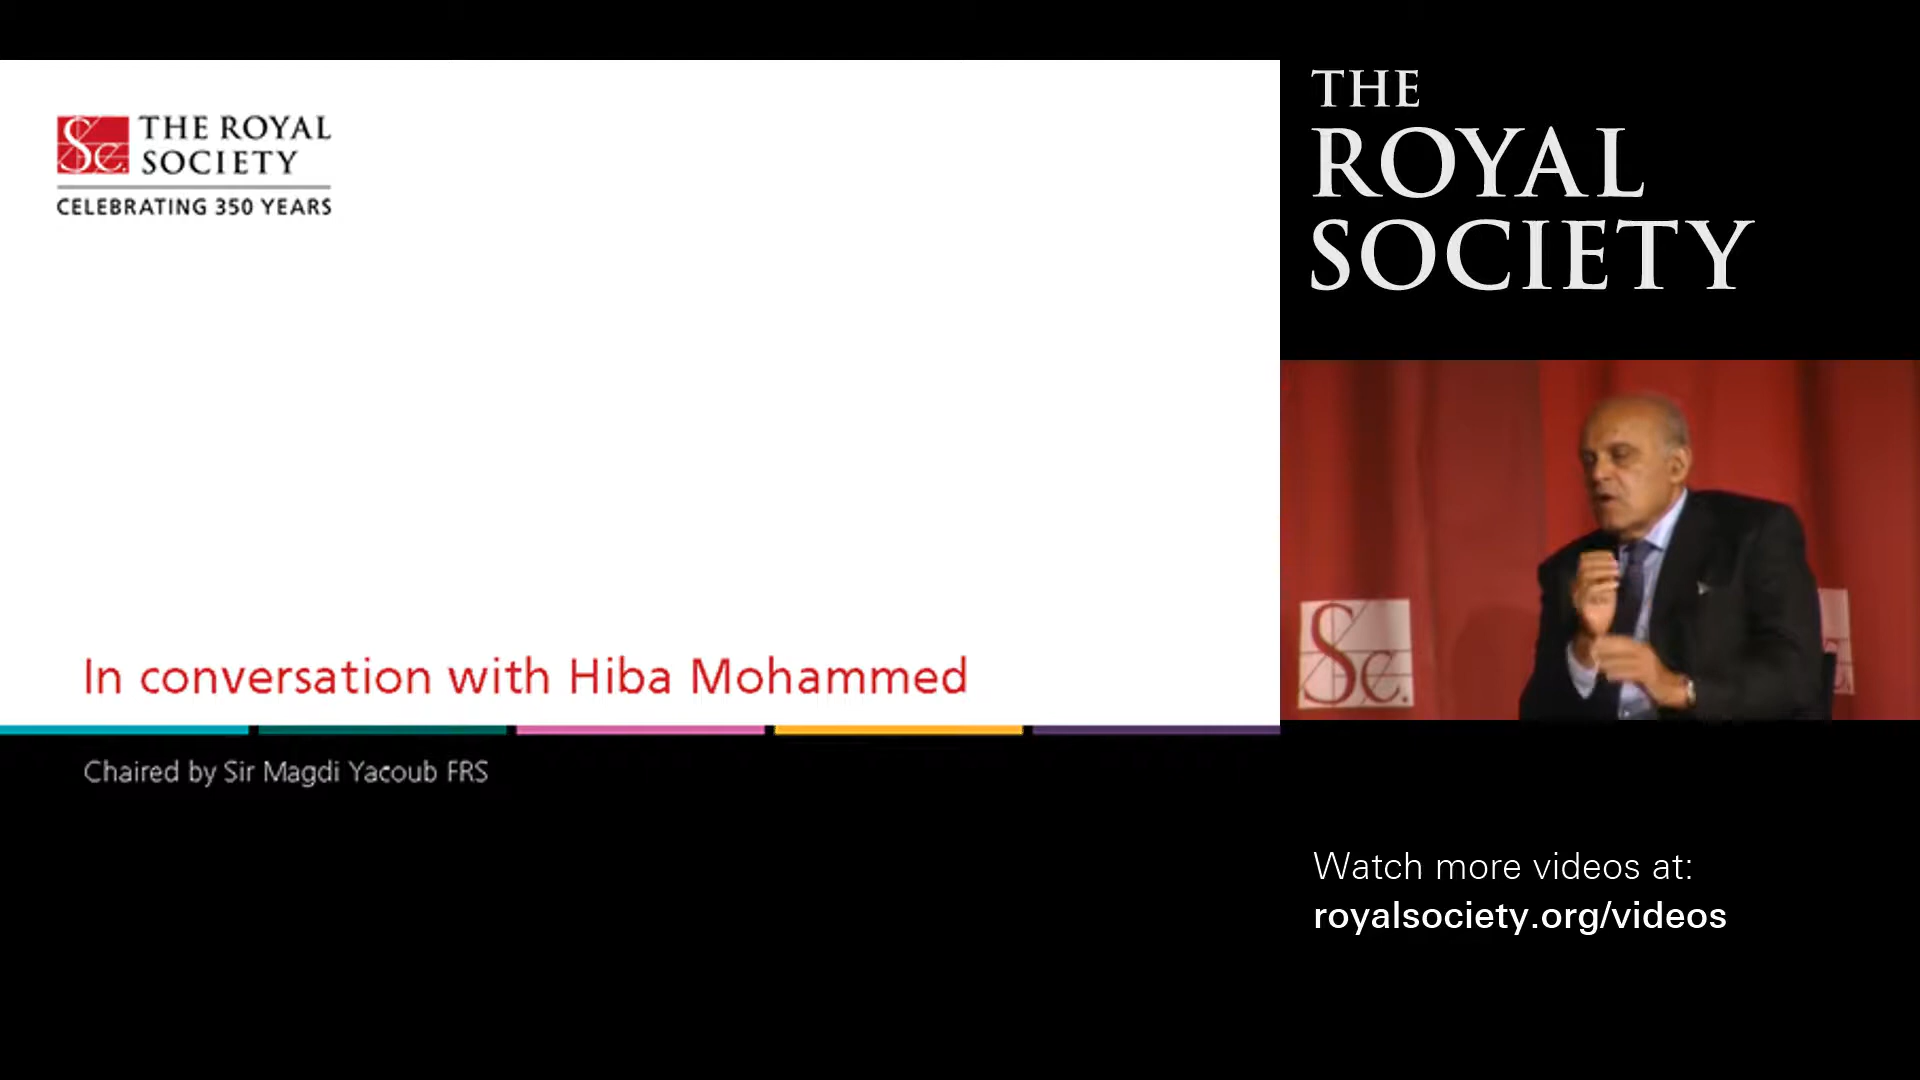 THE ROYAL
SOCIETY
CELEBRATING 350 YEARS
In conversation with Hiba Mohammed
Chaired by Sir Magdi Yacoub FRS
THE
ROYAL
SOCIETY
Watch more videos at:
royalsociety.org/videos